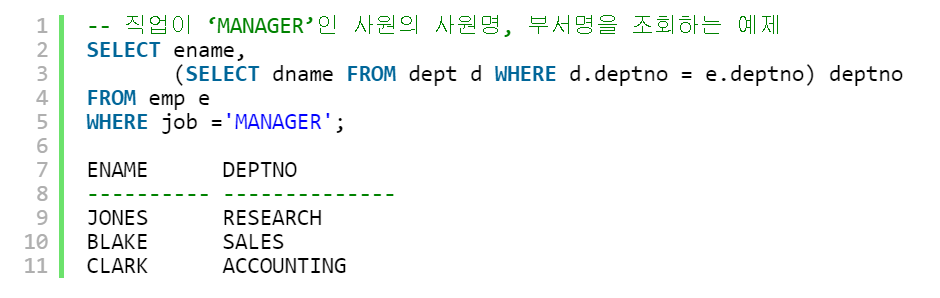 1 -- 직업이 ‘MANAGER’인 사원의 사원명, 부서명을 조회하는 예제
2 SELECT ename,
3 (SELECT dname FROM dept d WHERE d.deptno = e.deptno) deptno
4 FROM emp e
5 WHERE job ='MANAGER';
6
7 ENAME DEPTNO
8 ---------- --------------
9 JONES RESEARCH
10 BLAKE SALES
11 CLARK ACCOUNTING